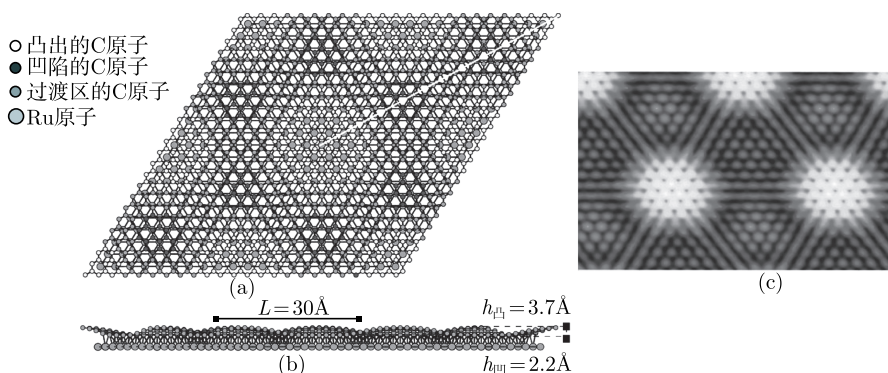 凸出的C原子
凹陷的C原子
过渡区的C原子
Ru原子
(a)
(c)
L=30Å
h凸=3.7Å
(b)
h凹=2.2Å